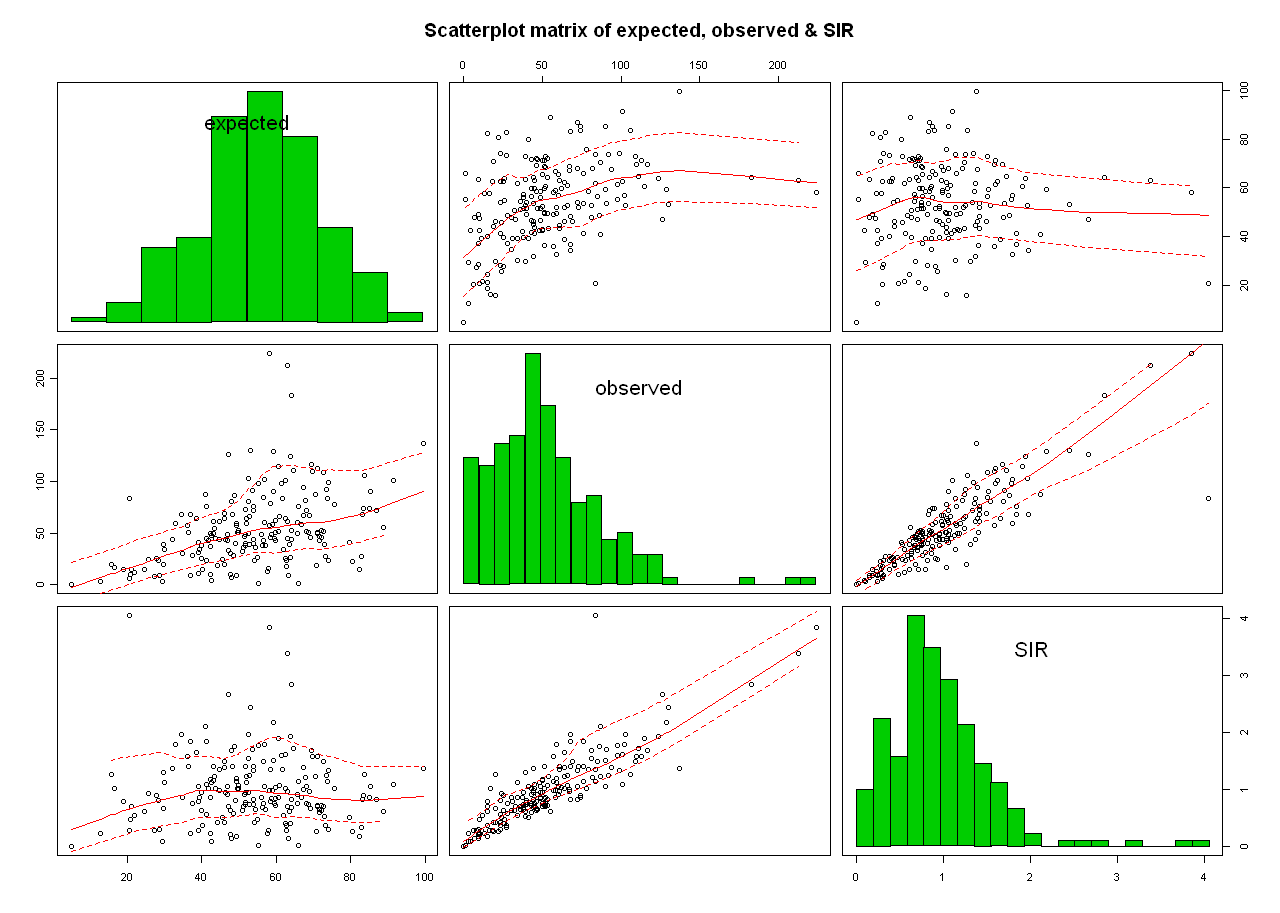 Scatterplot matrix of expected, observed & SIR
0 50 100 150 200
expected
20 40 60 80 100
0 50 100 150 200
observed
SIR
0 1 2 3 4
20 40 60 80 100
0 1 2 3 4